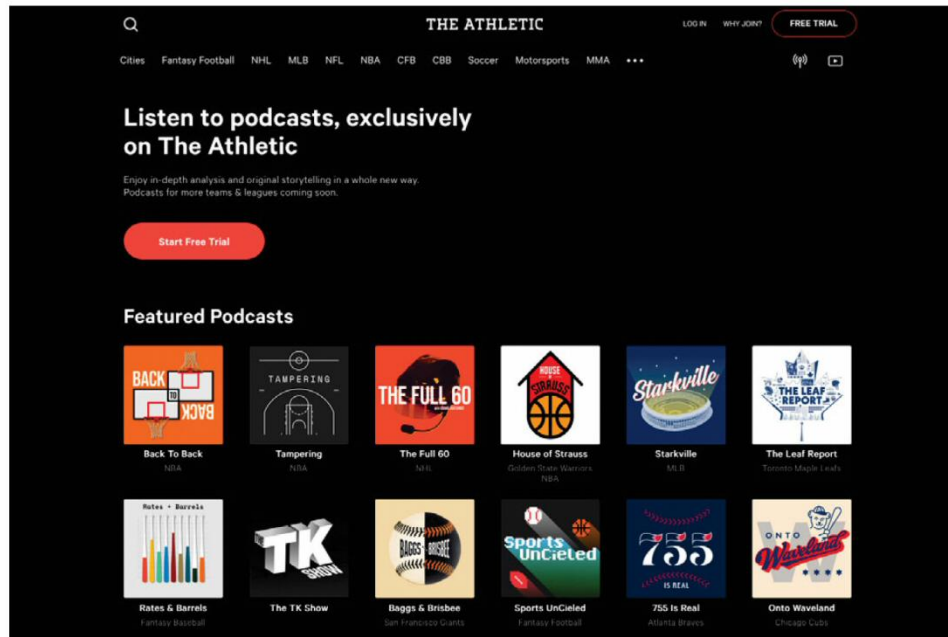 THE ATHLETIC
LOG IN WHY JOIN? FREE TRIAL
Cities Fantasy Football NHL MLB NFL NBA CFB CBB Soccer Motorsports MMA •••
Listen to podcasts, exclusively
on The Athletic
Enjoy in-depth analysis and original storytelling in a whole new way.
Podcasts for more teams & leagues coming soon.
Start Free Trial
Featured Podcasts
BACK
TO
BACK
TAMPERING
THE FULL 60
HOUSE
STRAUSS
Starkville
THE LEAF
REPORT
Back To Back
NBA
Tampering
NBA
The Full 60
NHL
House of Strauss
Golden State Warriors
NBA
Starkville
MLB
The Leaf Report
Toronto Maple Leafs
Rates + Barrels
TK
SHOW
BAGGS BRISBEE
Sports
UnCieled
755
IS REAL
ONTO
W
Waveland
Rates & Barrels
Fantasy Baseball
The TK Show
Baggs & Brisbee
San Francisco Giants
Sports UnCieled
Fantasy Football
755 Is Real
Atlanta Braves
Onto Waveland
Chicago Cubs